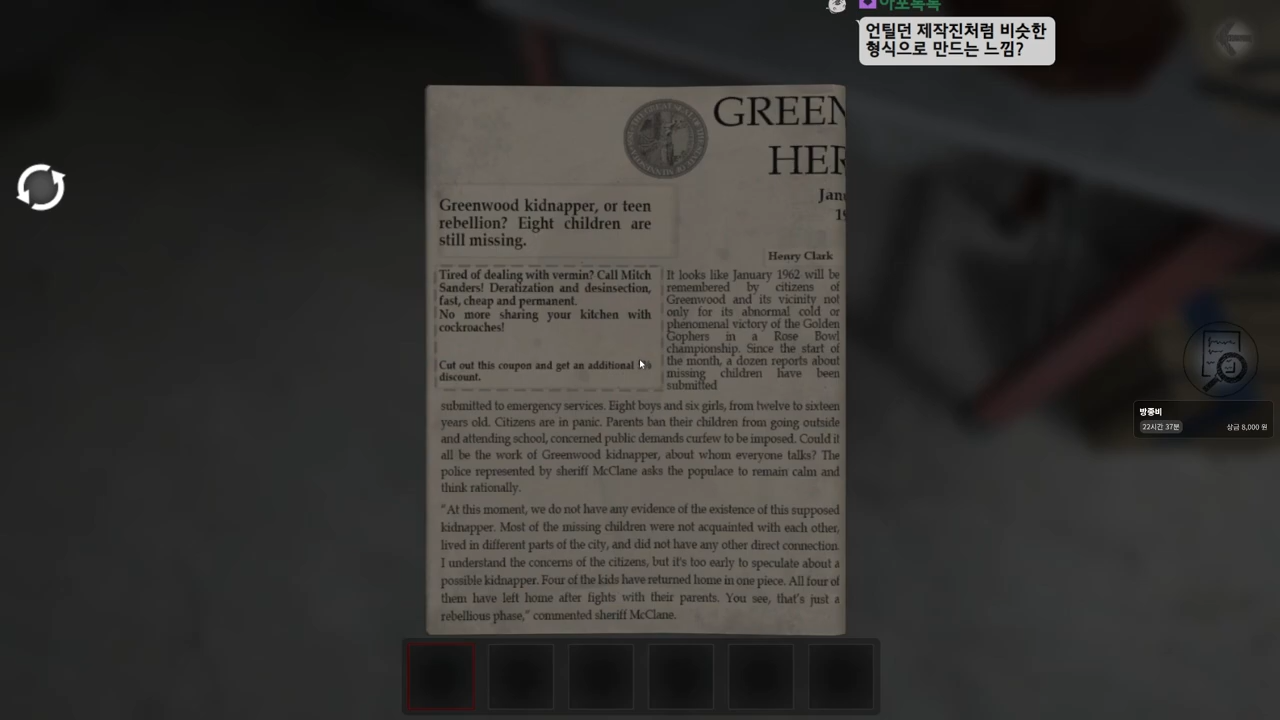 아포톡톡
언틸던 제작진처럼 비슷한
형식으로 만드는 느낌?
GREEN
HER
Jan
19
Greenwood kidnapper, or teen
rebellion? Eight children are
still missing.
Henry Clark
Tired of dealing with vermin? Call Mitch
Sanders! Deratization and desinsection,
fast, cheap and permanent.
No more sharing your kitchen with
cockroaches!
Cut out this coupon and get an additional %
discount.
It looks like January 1962 will be
remembered by citizens of
Greenwood and its vicinity not
only for its abnormal cold or
phenomenal victory of the Golden
Gophers in a Rose Bowl
championship. Since the start of
the month, a dozen reports about
missing children have been
submitted
submitted to emergency services. Eight boys and six girls, from twelve to sixteen
years old. Citizens are in panic. Parents ban their children from going outside
and attending school, concerned public demands curfew to be imposed. Could it
all be the work of Greenwood kidnapper, about whom everyone talks? The
police represented by sheriff McClane asks the populace to remain calm and
think rationally.
"At this moment, we do not have any evidence of the existence of this supposed
kidnapper. Most of the missing children were not acquainted with each other,
lived in different parts of the city, and did not have any other direct connection.
I understand the concerns of the citizens, but it's too early to speculate about a
possible kidnapper. Four of the kids have returned home in one piece. All four of
them have left home after fights with their parents. You see, that's just a
rebellious phase," commented sheriff McClane.
방종비
22시간 37분 상금 8,000 원